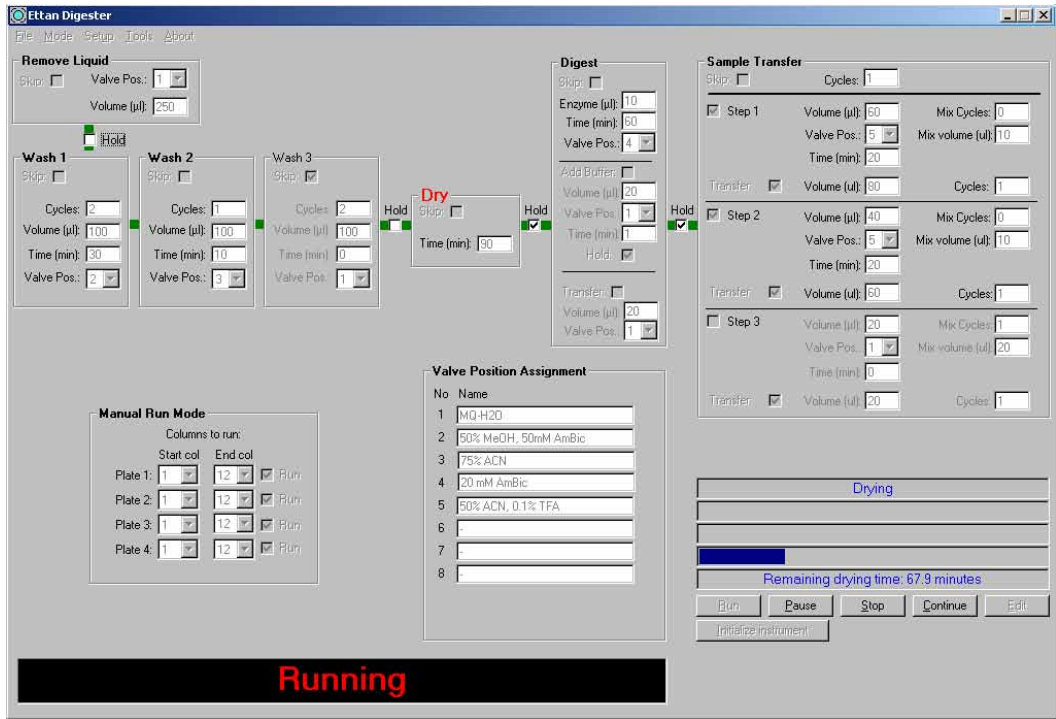 Ettan Digester
File Mode Setup Tools About
Remove Liquid
Skip: Valve Pos.: 1
Volume (µl): 250
Hold
Wash 1
Skip:
Cycles: 2
Volume (µl): 100
Time (min): 30
Valve Pos.: 2
Wash 2
Skip:
Cycles: 1
Volume (µl): 100
Time (min): 10
Valve Pos.: 3
Wash 3
Skip:
Cycles: 2
Volume (µl): 100
Time (min): 0
Valve Pos.: 1
Hold
Dry
Skip:
Time (min): 90
Hold
Digest
Skip:
Enzyme (µl): 10
Time (min): 60
Valve Pos.: 4
Add Buffer:
Volume (µl): 20
Valve Pos.: 1
Time (min): 1
Hold:
Transfer:
Volume (µl): 20
Valve Pos.: 1
Hold
Sample Transfer
Skip: Cycles: 1
Step 1 Volume (µl): 60 Mix Cycles: 0
Valve Pos.: 5 Mix volume (ul): 10
Time (min): 20
Transfer Volume (ul): 80 Cycles: 1
Step 2 Volume (µl): 40 Mix Cycles: 0
Valve Pos.: 5 Mix volume (ul): 10
Time (min): 20
Transfer Volume (ul): 60 Cycles: 1
Step 3 Volume (µl): 20 Mix Cycles: 1
Valve Pos.: 1 Mix volume (ul): 20
Time (min): 0
Transfer Volume (ul): 20 Cycles: 1
Manual Run Mode
Columns to run:
Start col End col
Plate 1: 1 12 Run
Plate 2: 1 12 Run
Plate 3: 1 12 Run
Plate 4: 1 12 Run
Valve Position Assignment
No Name
1 MQ-H2O
2 50% MeOH, 50mM AmBic
3 75% ACN
4 20 mM AmBic
5 50% ACN, 0.1% TFA
6 -
7 -
8 -
Drying
Remaining drying time: 67.9 minutes
Run Pause Stop Continue Edit
Initialize instrument
Running